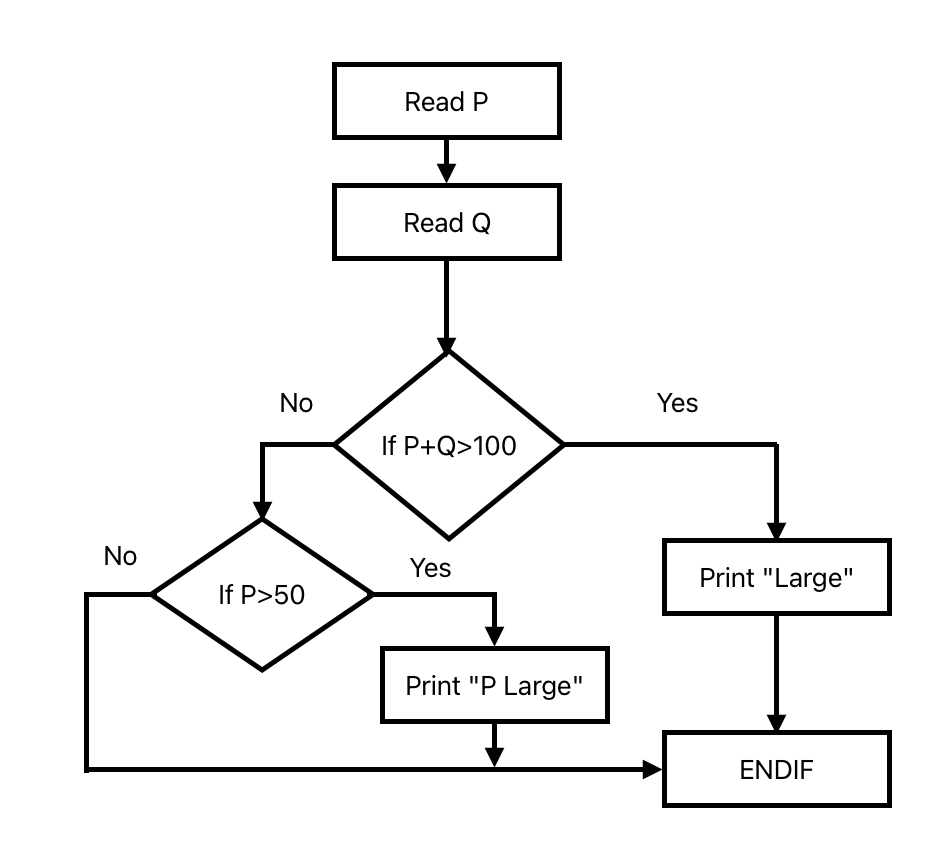 Read P
Read Q
No
Yes
If P+Q>100
No
Yes
If P>50
Print "Large"
Print "P Large"
ENDIF